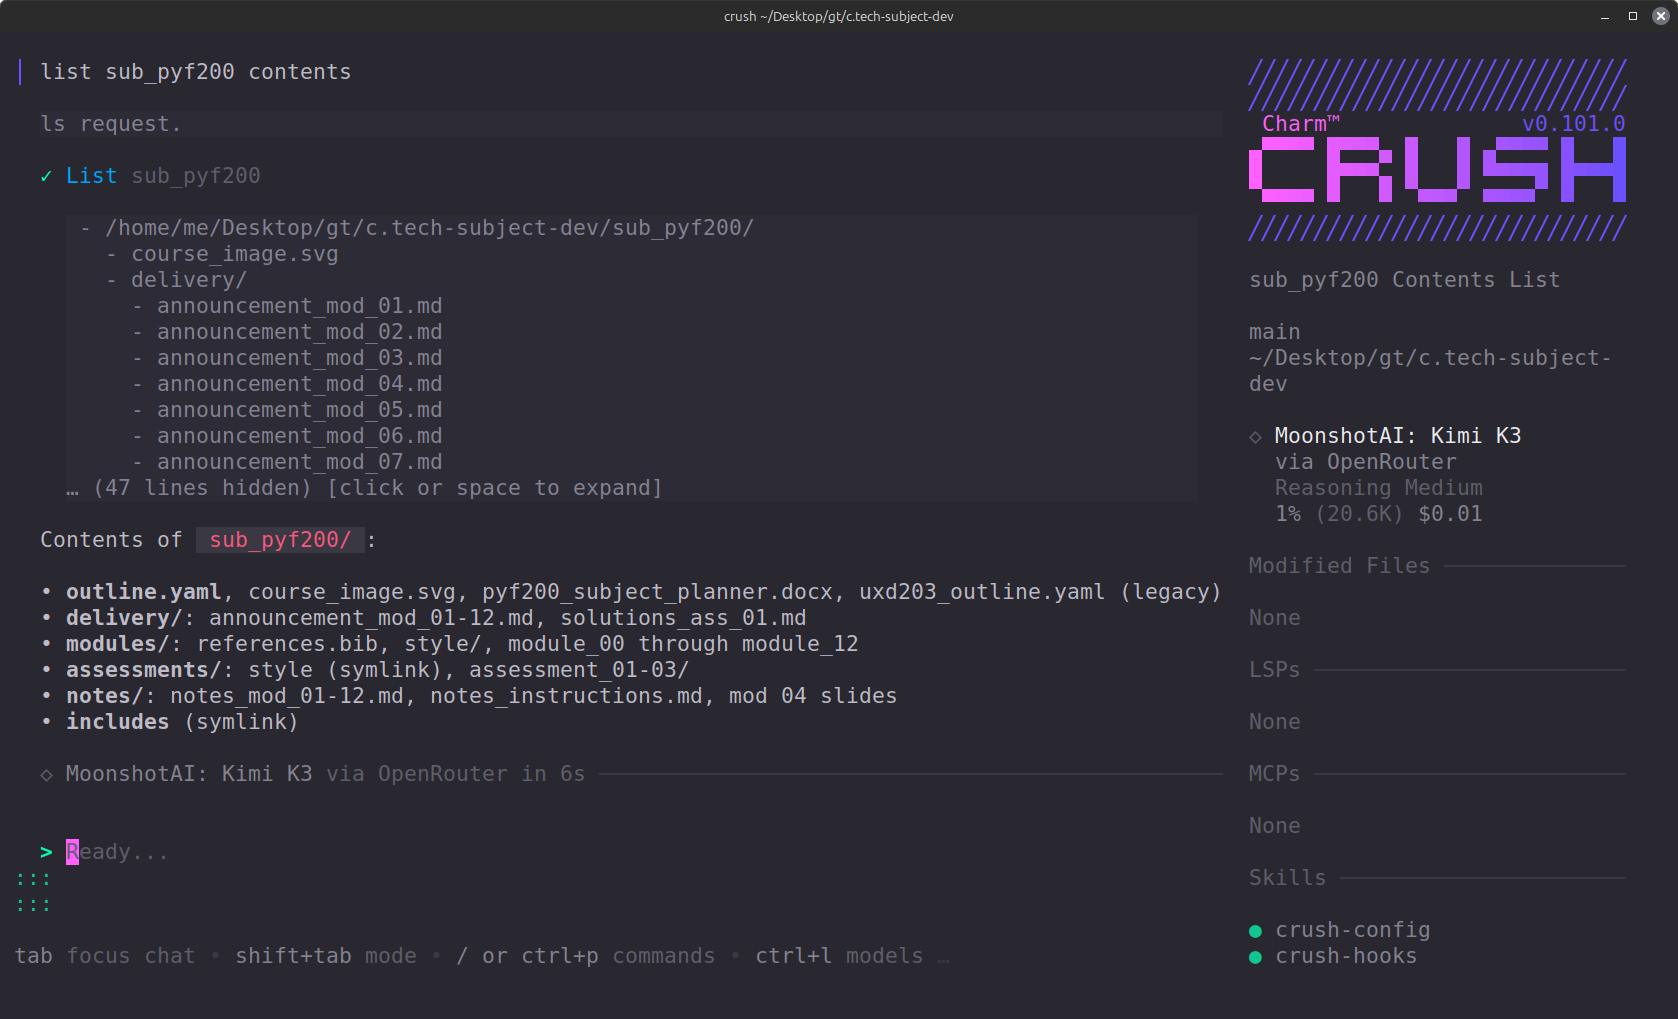 crush ~/Desktop/gt/c.tech-subject-dev
list sub_pyf200 contents
ls request.
✓ List sub_pyf200
- /home/me/Desktop/gt/c.tech-subject-dev/sub_pyf200/
- course_image.svg
- delivery/
- announcement_mod_01.md
- announcement_mod_02.md
- announcement_mod_03.md
- announcement_mod_04.md
- announcement_mod_05.md
- announcement_mod_06.md
- announcement_mod_07.md
… (47 lines hidden) [click or space to expand]
Contents of sub_pyf200/ :
• outline.yaml, course_image.svg, pyf200_subject_planner.docx, uxd203_outline.yaml (legacy)
• delivery/: announcement_mod_01-12.md, solutions_ass_01.md
• modules/: references.bib, style/, module_00 through module_12
• assessments/: style (symlink), assessment_01-03/
• notes/: notes_mod_01-12.md, notes_instructions.md, mod 04 slides
• includes (symlink)
◇ MoonshotAI: Kimi K3 via OpenRouter in 6s
> Ready...
:::
:::
tab focus chat • shift+tab mode • / or ctrl+p commands • ctrl+l models …
Charm™ v0.101.0
CRUSH
sub_pyf200 Contents List
main
~/Desktop/gt/c.tech-subject-
dev
◇ MoonshotAI: Kimi K3
via OpenRouter
Reasoning Medium
1% (20.6K) $0.01
Modified Files
None
LSPs
None
MCPs
None
Skills
● crush-config
● crush-hooks